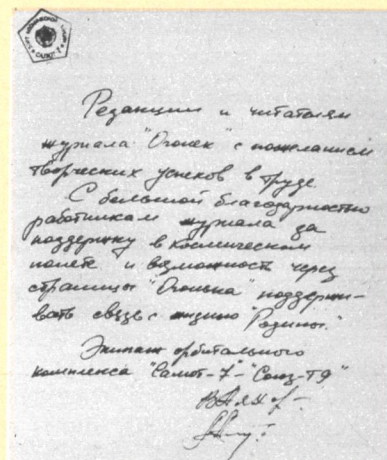 Редакции и читателям
журнала "Огонек" с пожеланием
творческих успехов в труде
С большой благодарностью
работникам журнала за
поддержку в космическом
полете и возможность через
страницы "Огонька" поддержи-
вать связь с жизнью Родины.
Экипаж орбитального
комплекса "Салют-7"-"Союз-Т9"